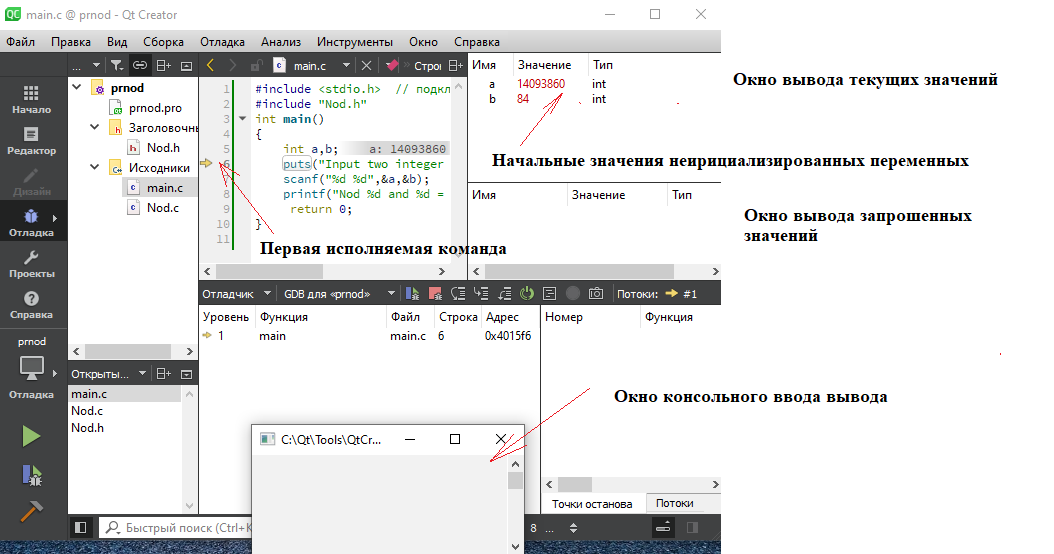 main.c @ prnod - Qt Creator
Файл Правка Вид Сборка Отладка Анализ Инструменты Окно Справка
... main.c Строк
Начало
Редактор
Дизайн
Отладка
Проекты
Справка
prnod
Отладка
prnod
prnod.pro
Заголовочнь
Nod.h
Исходники
main.c
Nod.c
Открыты...
main.c
Nod.c
Nod.h
1 #include <stdio.h> // подкл
2 #include "Nod.h"
3 int main()
4 {
5 int a,b; a: 14093860
6 puts("Input two integer
7 scanf("%d %d",&a,&b);
8 printf("Nod %d and %d =
9 return 0;
10 }
11
Первая исполняемая команда
Имя Значение Тип
a 14093860 int
b 84 int
Окно вывода текущих значений
Начальные значения неирициализированных переменных
Имя Значение Тип
Окно вывода запрошенных
значений
Отладчик GDB для «prnod» Потоки: #1
Уровень Функция Файл Строка Адрес
1 main main.c 6 0x4015f6
Номер Функция
Окно консольного ввода вывода
C:\Qt\Tools\QtCr...
Точки останова Потоки
Быстрый поиск (Ctrl+K
8 ...